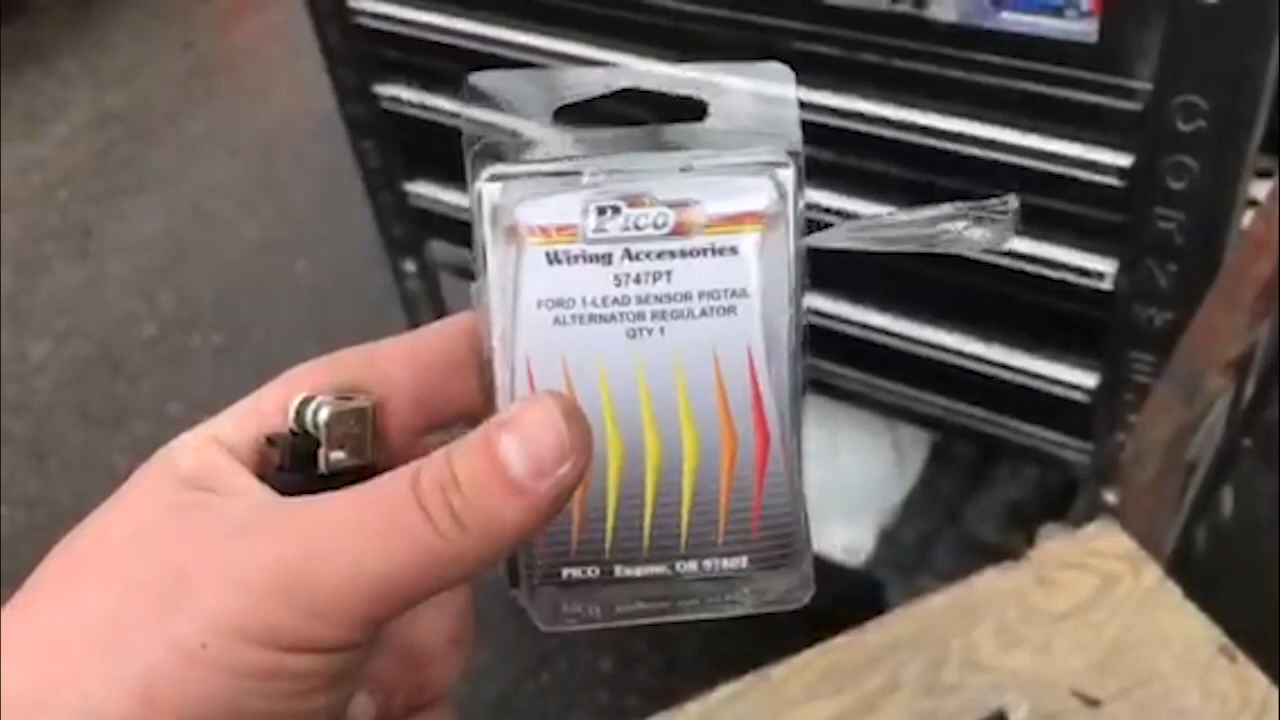 PICO
Wiring Accessories
5747PT
FORD 1-LEAD SENSOR PIGTAIL
ALTERNATOR REGULATOR
QTY 1
PICO Eugene, OR 97402